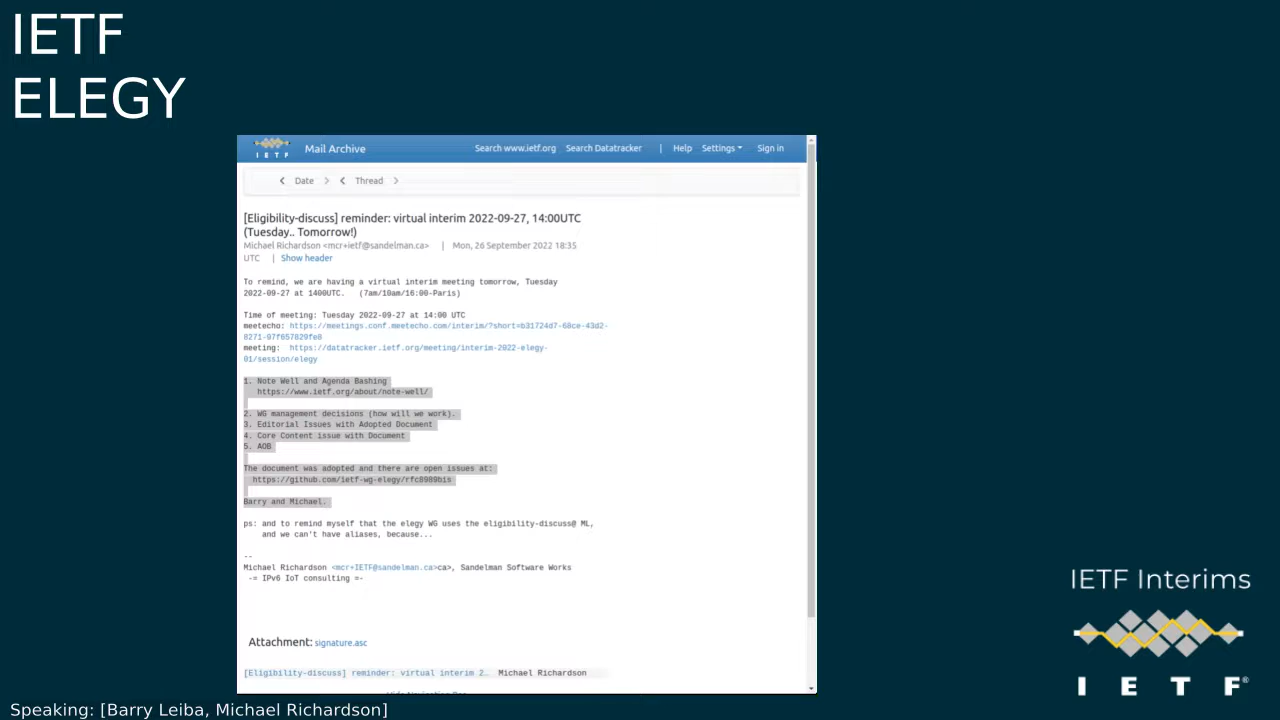 IETF
ELEGY
IETF
Mail Archive
Search www.ietf.org Search Datatracker | Help Settings Sign in
Date Thread
[Eligibility-discuss] reminder: virtual interim 2022-09-27, 14:00UTC
(Tuesday.. Tomorrow!)
Michael Richardson <mcr+ietf@sandelman.ca> | Mon, 26 September 2022 18:35
UTC | Show header
To remind, we are having a virtual interim meeting tomorrow, Tuesday
2022-09-27 at 1400UTC. (7am/10am/16:00-Paris)
Time of meeting: Tuesday 2022-09-27 at 14:00 UTC
meetecho: https://meetings.conf.meetecho.com/interim/?short=b31724d7-68ce-43d2-
8271-97f657829fe8
meeting: https://datatracker.ietf.org/meeting/interim-2022-elegy-
01/session/elegy
1. Note Well and Agenda Bashing
https://www.ietf.org/about/note-well/
2. WG management decisions (how will we work).
3. Editorial Issues with Adopted Document
4. Core Content issue with Document
5. AOB
The document was adopted and there are open issues at:
https://github.com/ietf-wg-elegy/rfc8989bis
Barry and Michael.
ps: and to remind myself that the elegy WG uses the eligibility-discuss@ ML,
and we can't have aliases, because...
--
Michael Richardson <mcr+IETF@sandelman.ca>ca>, Sandelman Software Works
-= IPv6 IoT consulting =-
Attachment: signature.asc
[Eligibility-discuss] reminder: virtual interim 2… Michael Richardson
IETF Interims
IETF®
Speaking: [Barry Leiba, Michael Richardson]